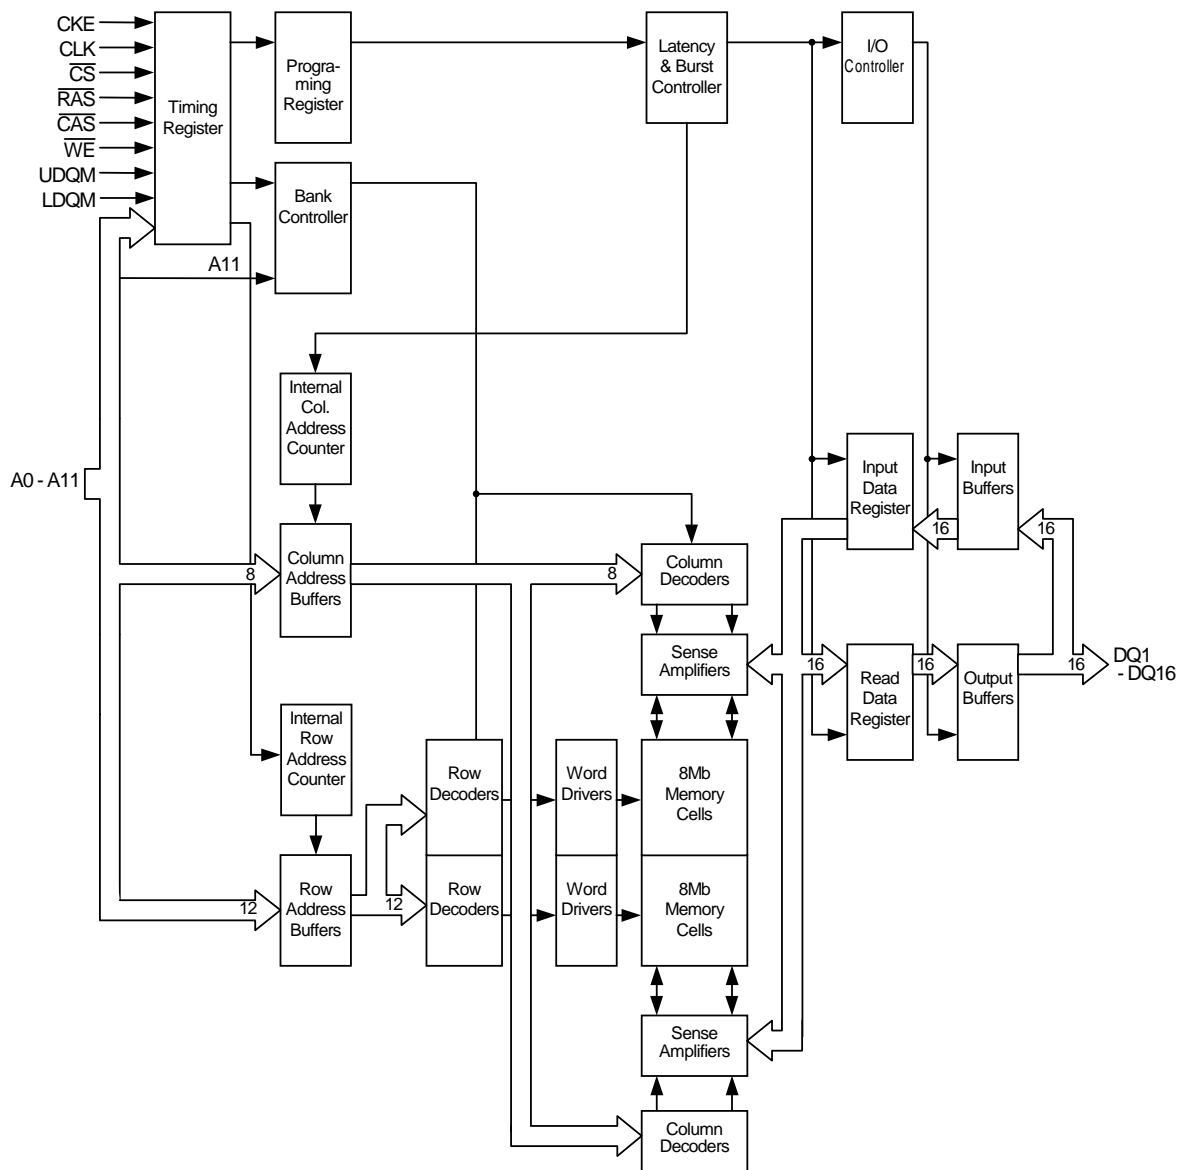 CKE
CLK
CS
RAS
CAS
WE
UDQM
LDQM
Timing
Register
Programing
Register
Latency
& Burst
Controller
I/O
Controller
Bank
Controller
A11
Internal
Col.
Address
Counter
A0 - A11
Input
Data
Register
Input
Buffers
16
16
8
Column
Address
Buffers
8
Column
Decoders
Sense
Amplifiers
16
Read
Data
Register
16
Output
Buffers
16
DQ1
- DQ16
Internal
Row
Address
Counter
Row
Decoders
Word
Drivers
8Mb
Memory
Cells
12
Row
Address
Buffers
12
Row
Decoders
Word
Drivers
8Mb
Memory
Cells
Sense
Amplifiers
Column
Decoders